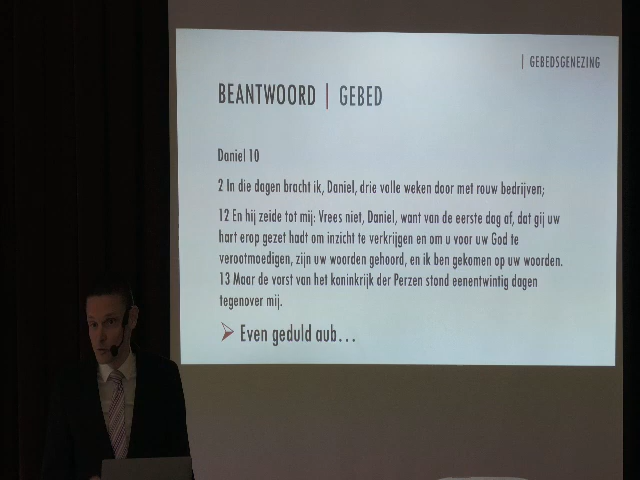 | GEBEDSGENEZING
BEANTWOORD | GEBED
Daniel 10
2 In die dagen bracht ik, Daniel, drie volle weken door met rouw bedrijven;
12 En hij zeide tot mij: Vrees niet, Daniel, want van de eerste dag af, dat gij uw
hart erop gezet hadt om inzicht te verkrijgen en om u voor uw God te
verootmoedigen, zijn uw woorden gehoord, en ik ben gekomen op uw woorden.
13 Maar de vorst van het koninkrijk der Perzen stond eenentwintig dagen
tegenover mij.
Even geduld aub...